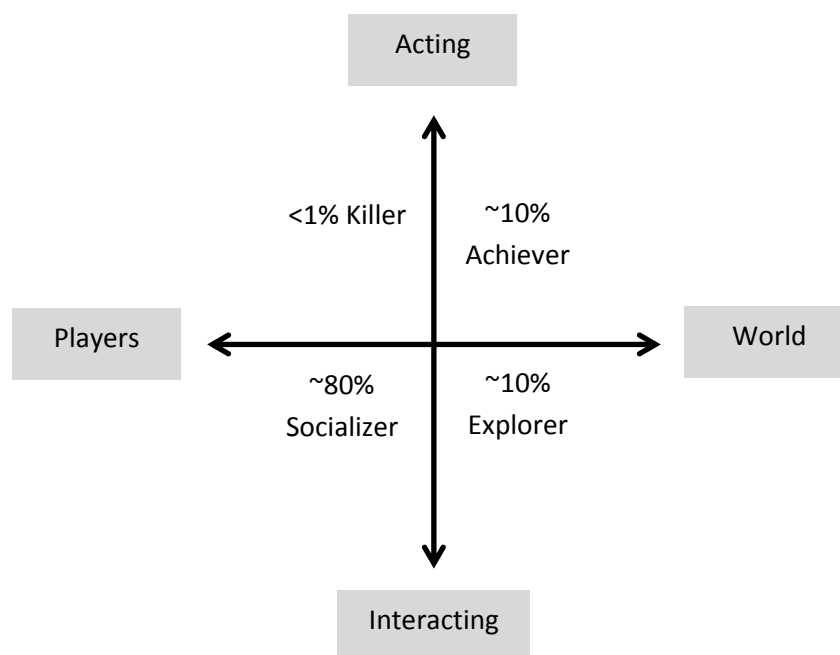 Acting
<1% Killer
~10%
Achiever
Players
World
~80%
Socializer
~10%
Explorer
Interacting